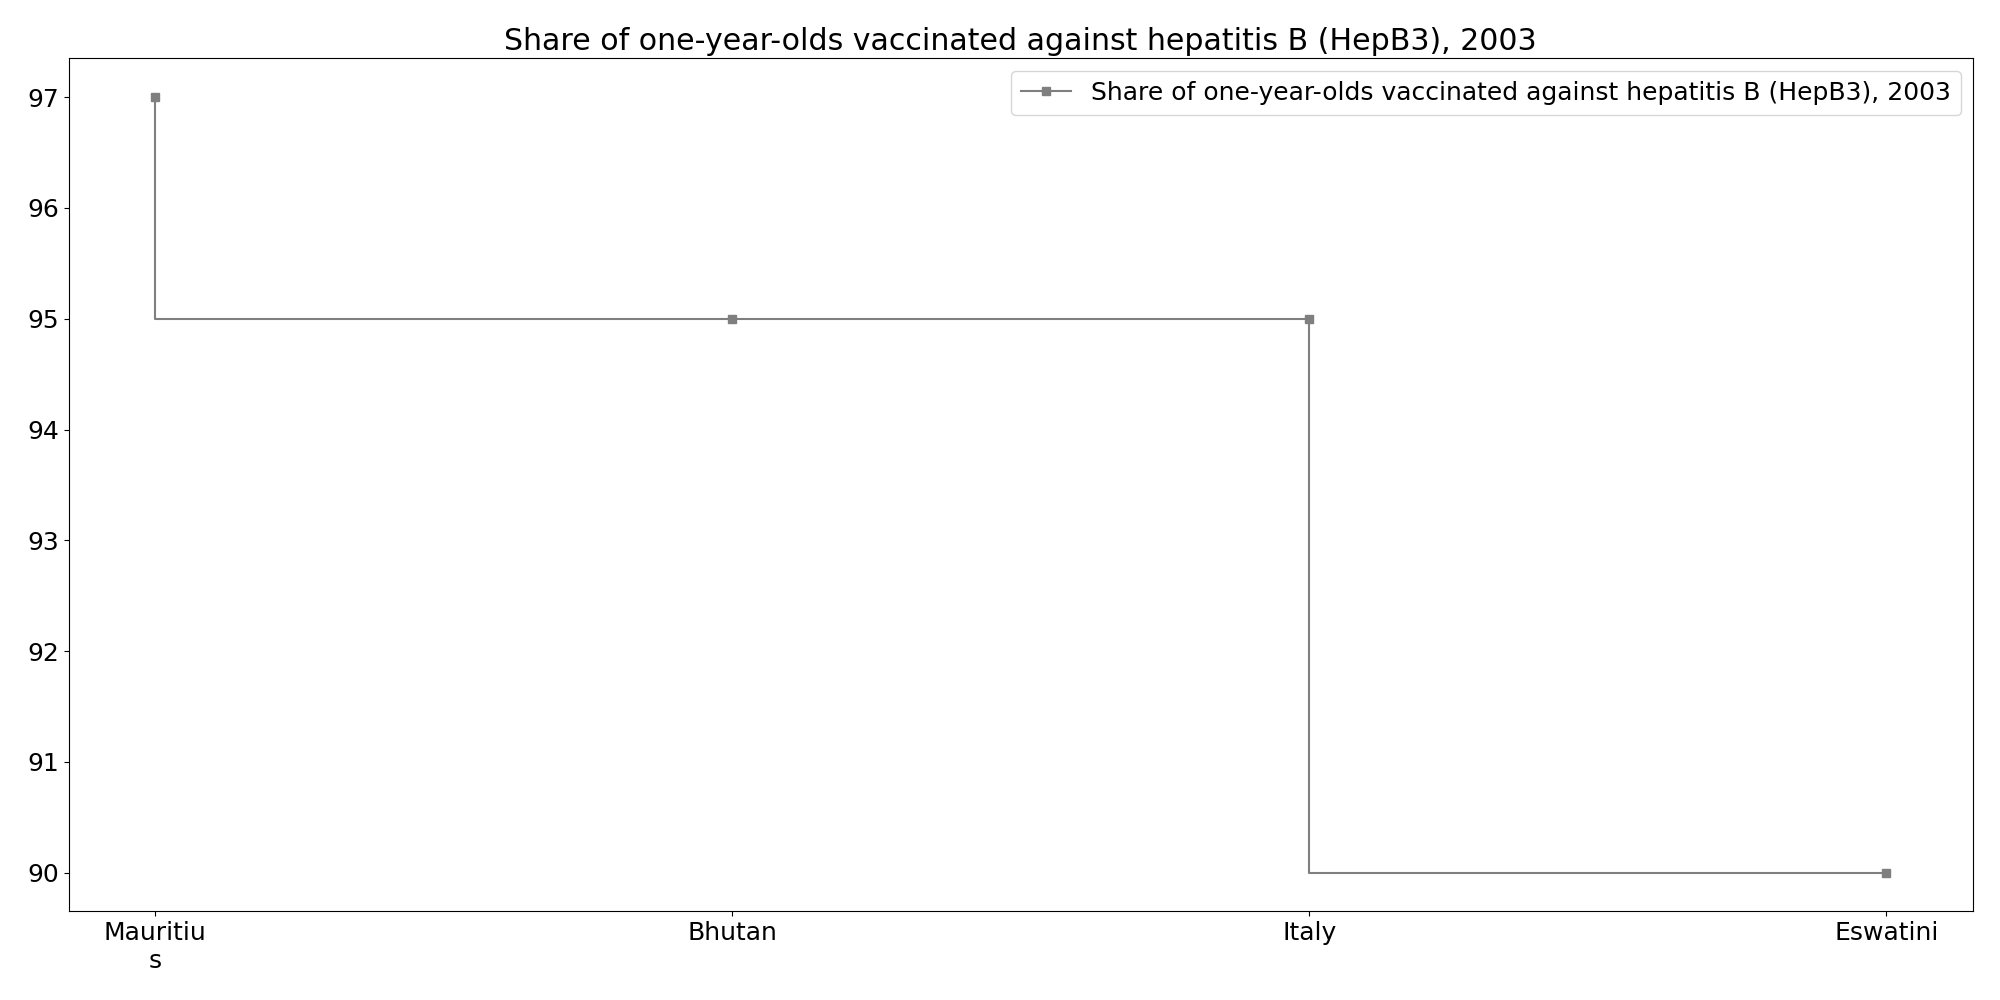 Share of one-year-olds vaccinated against hepatitis B (HepB3), 2003
Share of one-year-olds vaccinated against hepatitis B (HepB3), 2003
97
96
95
94
93
92
91
90
Mauritiu
s
Bhutan
Italy
Eswatini